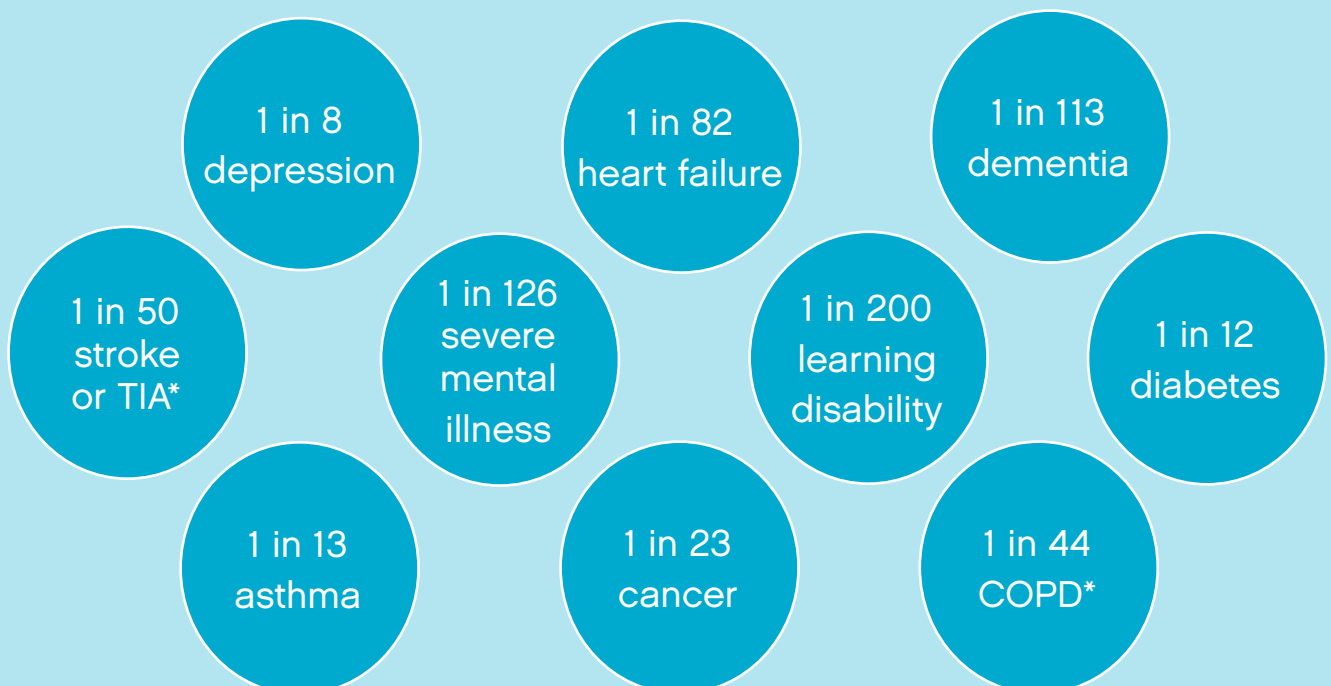 1 in 8
depression
1 in 82
heart failure
1 in 113
dementia
1 in 50
stroke
or TIA*
1 in 126
severe
mental
illness
1 in 200
learning
disability
1 in 12
diabetes
1 in 13
asthma
1 in 23
cancer
1 in 44
COPD*